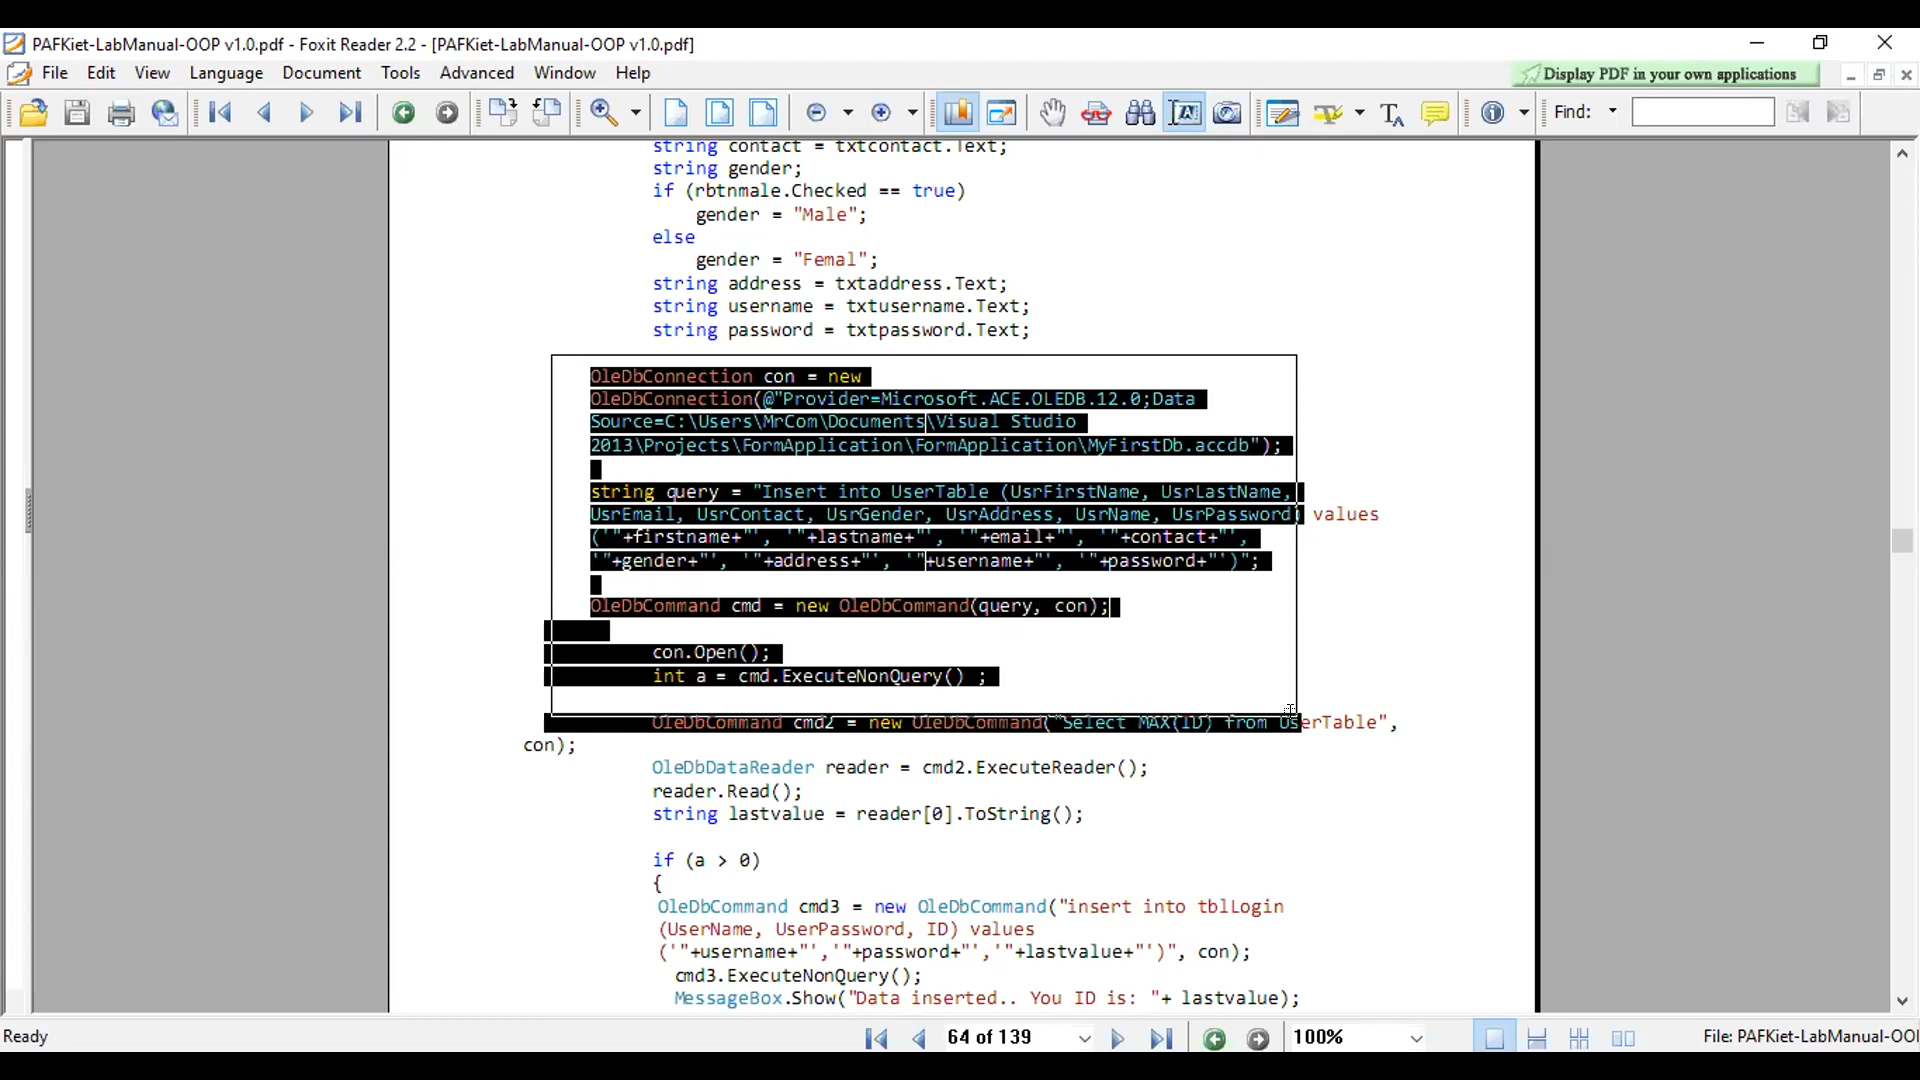 PAFKiet-LabManual-OOP v1.0.pdf - Foxit Reader 2.2 - [PAFKiet-LabManual-OOP v1.0.pdf]
File Edit View Language Document Tools Advanced Window Help
Display PDF in your own applications
Find:
string contact = txtcontact.Text;
string gender;
if (rbtnmale.Checked == true)
gender = "Male";
else
gender = "Femal";
string address = txtaddress.Text;
string username = txtusername.Text;
string password = txtpassword.Text;
OleDbConnection con = new
OleDbConnection(@"Provider=Microsoft.ACE.OLEDB.12.0;Data
Source=C:\Users\MrCom\Documents\Visual Studio
2013\Projects\FormApplication\FormApplication\MyFirstDb.accdb");
string query = "Insert into UserTable (UsrFirstName, UsrLastName,
UsrEmail, UsrContact, UsrGender, UsrAddress, UsrName, UsrPassword) values
('"+firstname+"', '"+lastname+"', '"+email+"', '"+contact+"',
'"+gender+"', '"+address+"', '"+username+"', '"+password+"')";
OleDbCommand cmd = new OleDbCommand(query, con);
con.Open();
int a = cmd.ExecuteNonQuery() ;
OleDbCommand cmd2 = new OleDbCommand("Select MAX(ID) from UserTable",
con);
OleDbDataReader reader = cmd2.ExecuteReader();
reader.Read();
string lastvalue = reader[0].ToString();
if (a > 0)
{
OleDbCommand cmd3 = new OleDbCommand("insert into tblLogin
(UserName, UserPassword, ID) values
('"+username+"','"+password+"','"+lastvalue+"')", con);
cmd3.ExecuteNonQuery();
MessageBox.Show("Data inserted.. You ID is: "+ lastvalue);
Ready
64 of 139
100%
File: PAFKiet-LabManual-OO